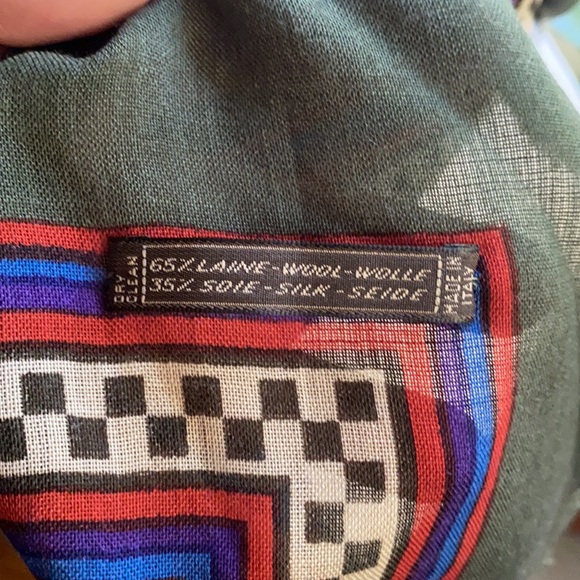 DRY
CLEAN
65% LAINE-WOOL-WOLLE
35% SOIE-SILK-SEIDE
MADE IN
ITALY